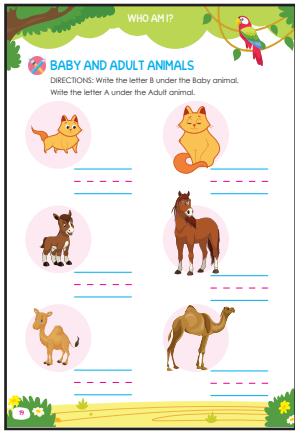 WHO AM I?
BABY AND ADULT ANIMALS
DIRECTIONS: Write the letter B under the Baby animal.
Write the letter A under the Adult animal.
9